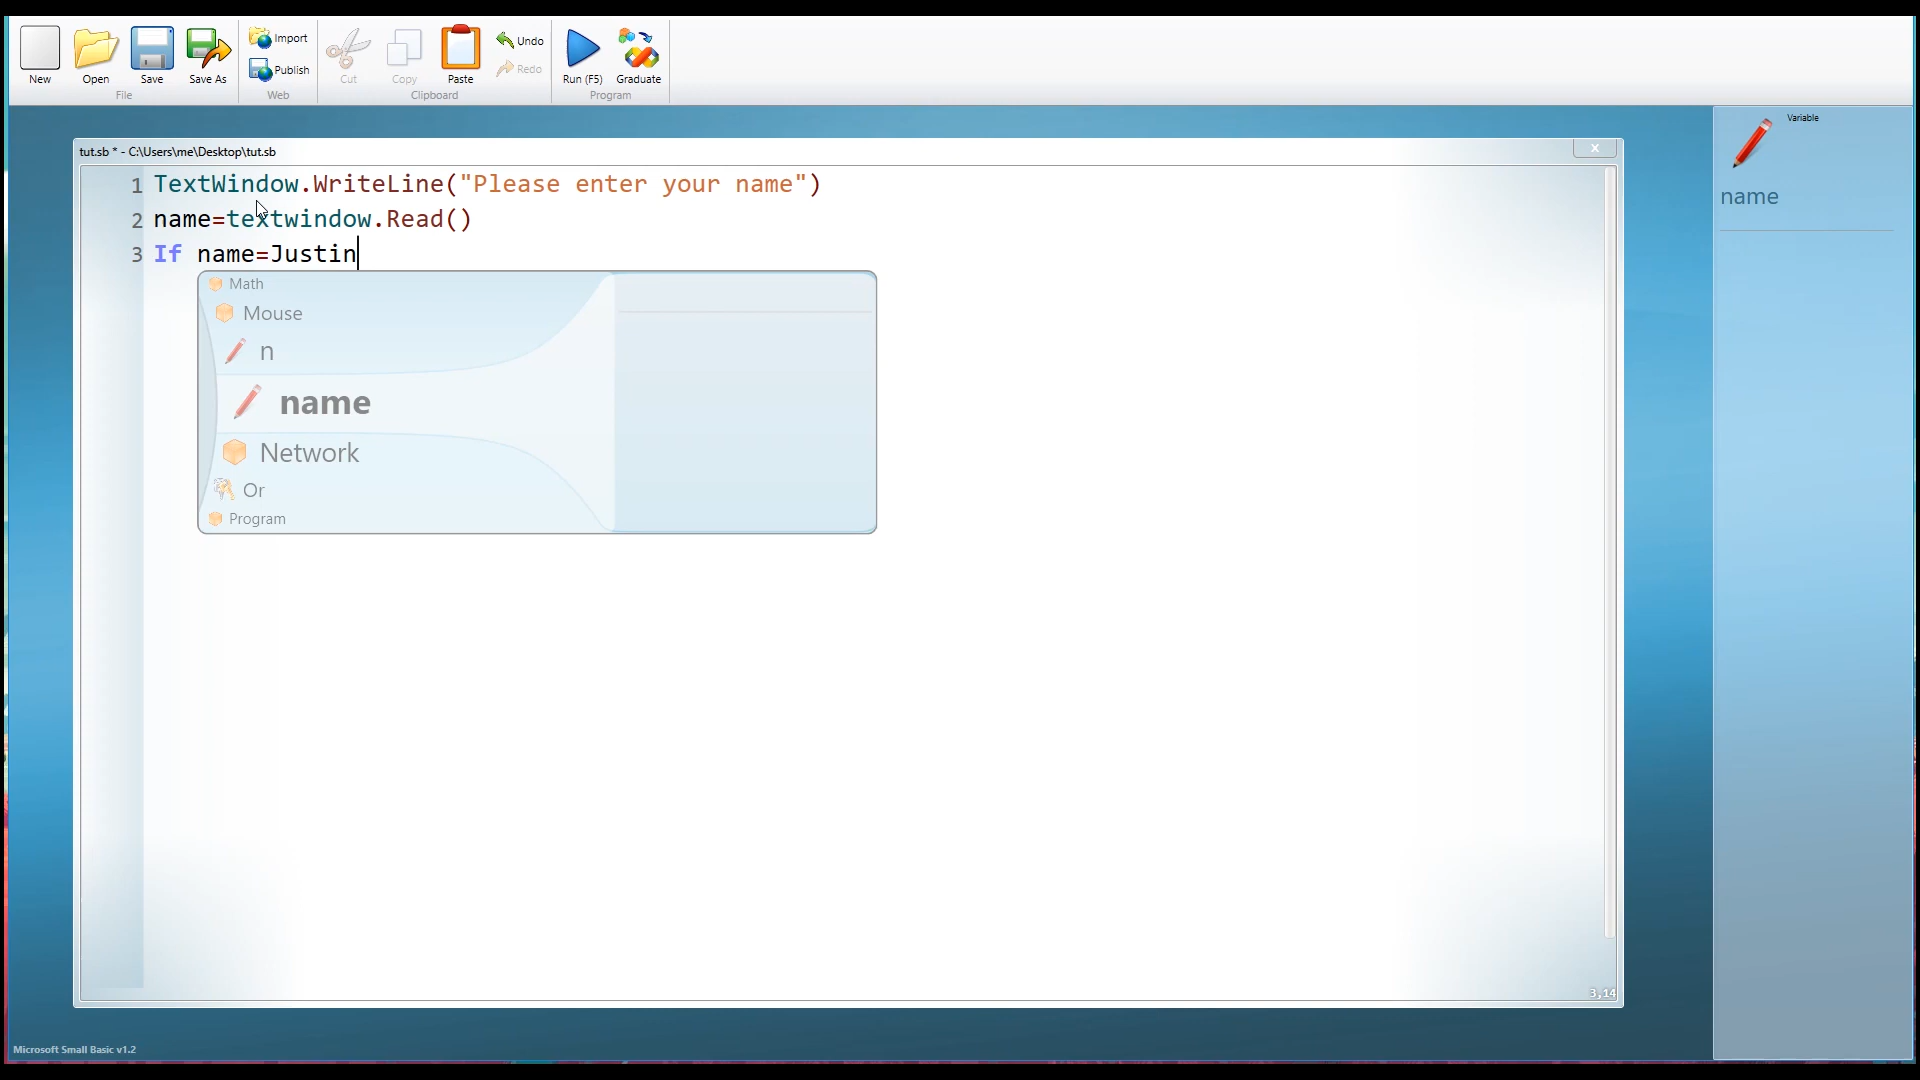 New
Open
Save
Save As
File
Import
Publish
Web
Cut
Copy
Paste
Undo
Redo
Clipboard
Run (F5)
Graduate
Program
tut.sb * - C:\Users\me\Desktop\tut.sb
x
1 TextWindow.WriteLine("Please enter your name")
2 name=textwindow.Read()
3 If name=Justin
Math
Mouse
n
name
Network
Or
Program
Variable
name
3,14
Microsoft Small Basic v1.2